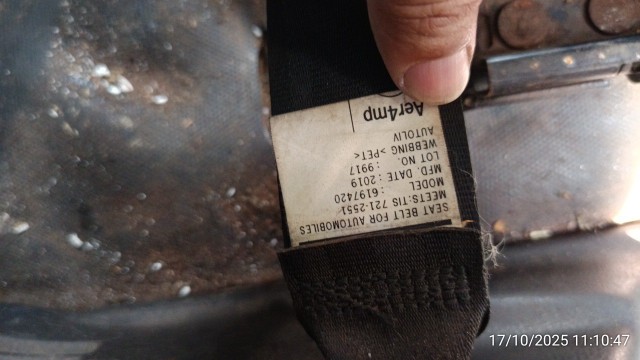 SEAT BELT FOR AUTOMOBILES
MEETS:TIS 721-2551
MODEL : 6197420
MFD. DATE : 2019
LOT NO. : 9917
WEBBING >PET<
AUTOLIV
Aer4mp
17/10/2025 11:10:47